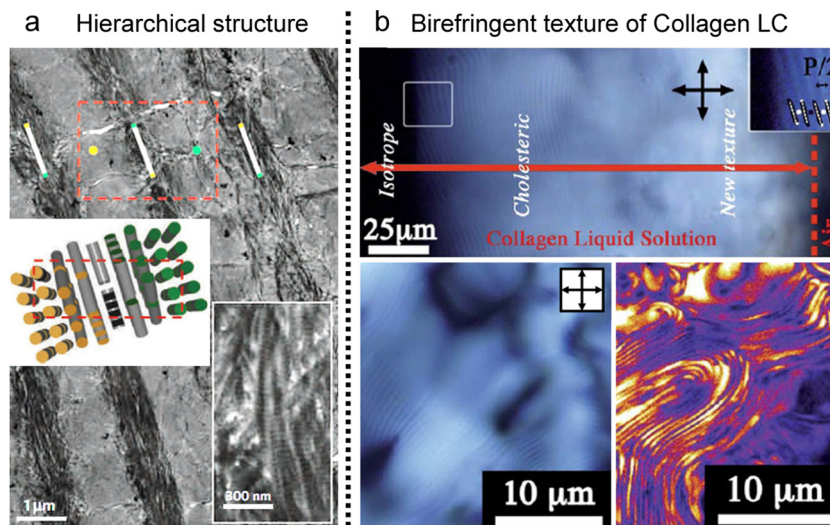 a Hierarchical structure
1μm
300 nm
b Birefringent texture of Collagen LC
P/2
Isotrope
Cholesteric
New texture
25μm
Collagen Liquid Solution
10 μm
10 μm